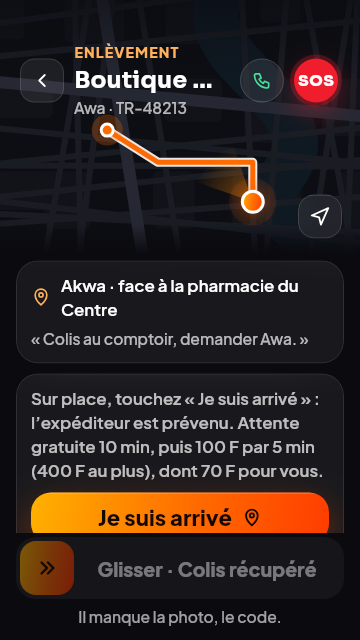 ENLÈVEMENT
Boutique ...
SOS
Awa · TR-48213
Akwa · face à la pharmacie du
Centre
« Colis au comptoir, demander Awa. »
Sur place, touchez « Je suis arrivé » :
l’expéditeur est prévenu. Attente
gratuite 10 min, puis 100 F par 5 min
(400 F au plus), dont 70 F pour vous.
Je suis arrivé
Glisser · Colis récupéré
Il manque la photo, le code.